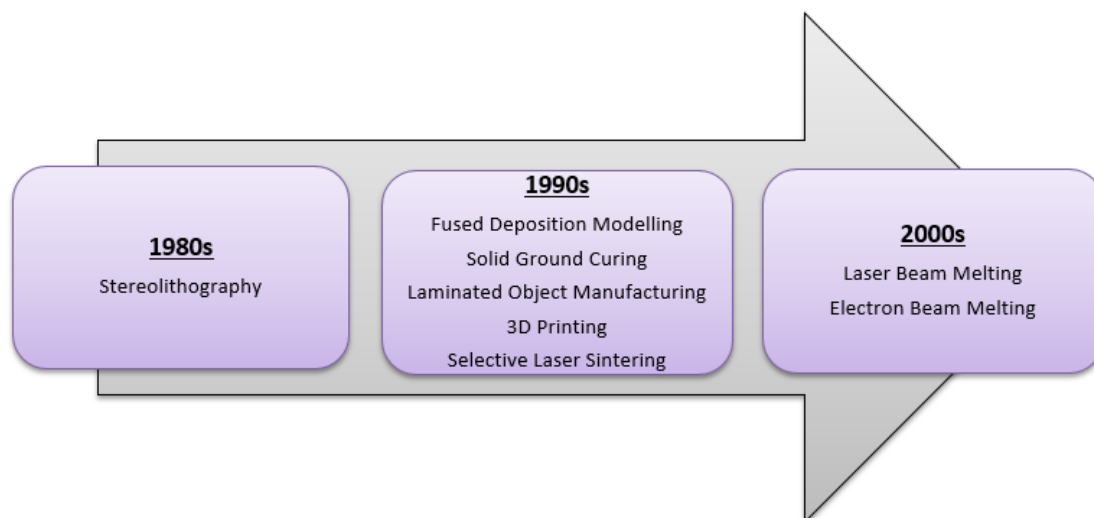 1980s
Stereolithography
1990s
Fused Deposition Modelling
Solid Ground Curing
Laminated Object Manufacturing
3D Printing
Selective Laser Sintering
2000s
Laser Beam Melting
Electron Beam Melting